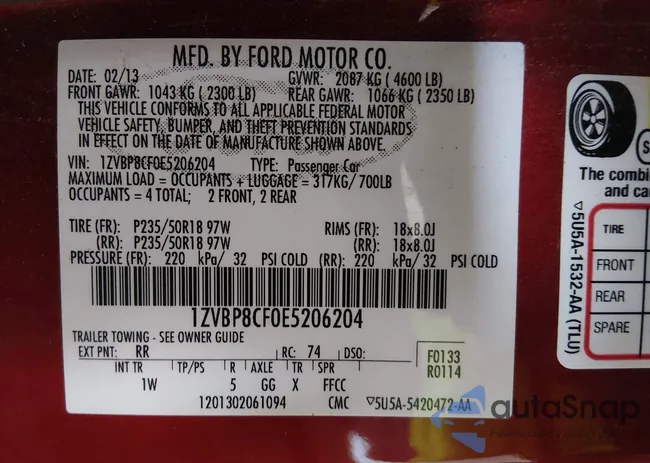 MFD. BY FORD MOTOR CO.
DATE: 02/13 GVWR: 2087 KG ( 4600 LB)
FRONT GAWR: 1043 KG ( 2300 LB) REAR GAWR: 1066 KG ( 2350 LB)
THIS VEHICLE CONFORMS TO ALL APPLICABLE FEDERAL MOTOR
VEHICLE SAFETY, BUMPER, AND THEFT PREVENTION STANDARDS
IN EFFECT ON THE DATE OF MANUFACTURE SHOWN ABOVE.
VIN: 1ZVBP8CF0E5206204 TYPE: Passenger Car
MAXIMUM LOAD = OCCUPANTS + LUGGAGE = 317KG/ 700LB
OCCUPANTS = 4 TOTAL; 2 FRONT, 2 REAR
TIRE (FR): P235/50R18 97W RIMS (FR): 18x8.0J
(RR): P235/50R18 97W (RR): 18x8.0J
PRESSURE (FR): 220 kPa/ 32 PSI COLD (RR): 220 kPa/ 32 PSI COLD
1ZVBP8CF0E5206204
TRAILER TOWING - SEE OWNER GUIDE
EXT PNT: RR RC: 74 DSO:
F0133
R0114
INT TR TP/PS R AXLE TR SPR
1W 5 GG X FFCC
1201302061094 CMC ▽5U5A-5420472-AA
The combi
and ca
TIRE
FRONT
REAR
SPARE
▽5U5A-1532-AA (TLU)
autoSnap